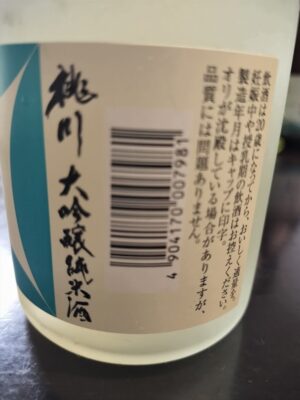 飲酒は20歳になってから。おいしく適量を。
妊娠中や授乳期の飲酒はお控えください。
製造年月はキャップに印字。
オリが沈殿している場合がありますが、
品質には問題ありません。
4904170007981
桃川
大吟醸純米酒